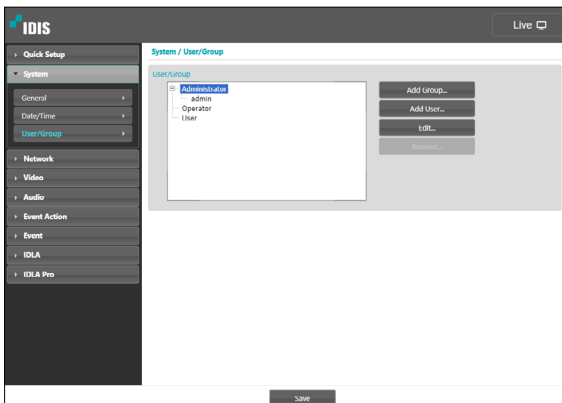 IDIS
Live
Quick Setup
System
General
Date/Time
User/Group
Network
Video
Audio
Event Action
Event
IDLA
IDLA Pro
System / User/Group
User/Group
Administrator
admin
Operator
User
Add Group...
Add User...
Edit...
Remove...
Save